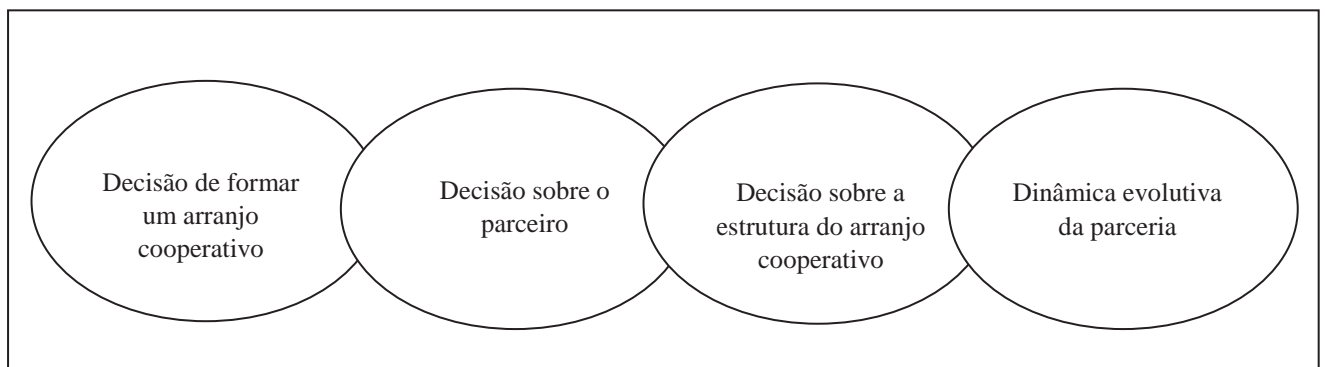 Decisão de formar
um arranjo
cooperativo
Decisão sobre o
parceiro
Decisão sobre a
estrutura do arranjo
cooperativo
Dinâmica evolutiva
da parceria